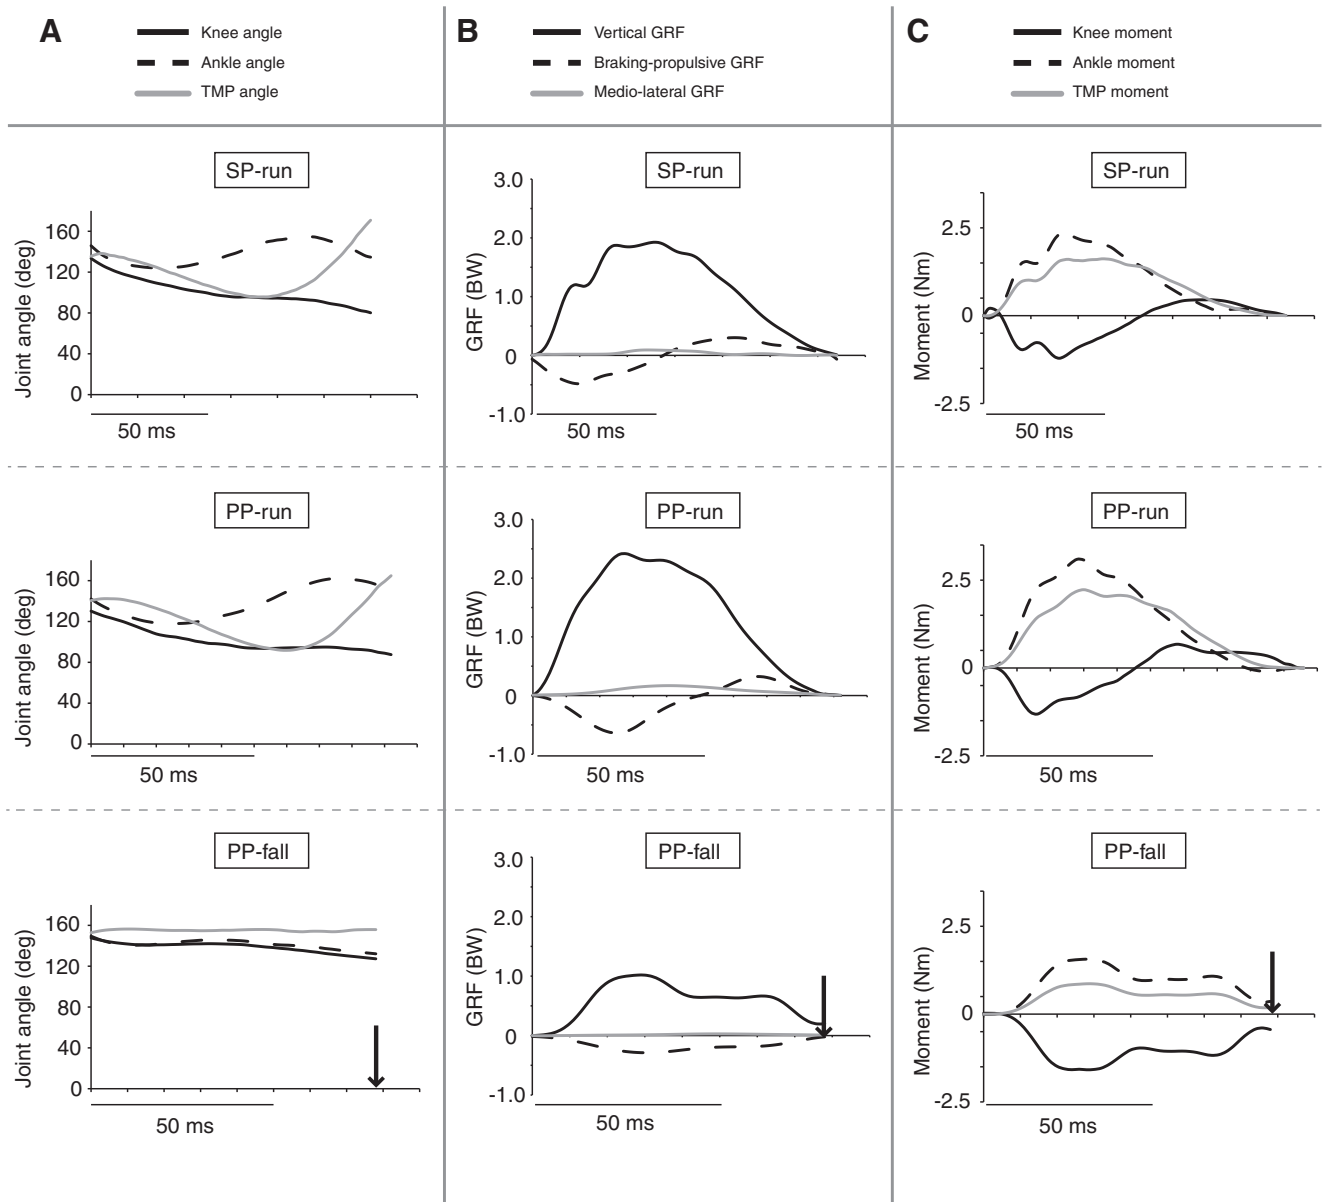 A
Knee angle
Ankle angle
TMP angle
B
Vertical GRF
Braking-propulsive GRF
Medio-lateral GRF
C
Knee moment
Ankle moment
TMP moment
SP-run
Joint angle (deg)
160
120
80
40
0
50 ms
SP-run
GRF (BW)
3.0
2.0
1.0
0
-1.0
50 ms
SP-run
Moment (Nm)
2.5
0
-2.5
50 ms
PP-run
Joint angle (deg)
160
120
80
40
0
50 ms
PP-run
GRF (BW)
3.0
2.0
1.0
0
-1.0
50 ms
PP-run
Moment (Nm)
2.5
0
-2.5
50 ms
PP-fall
Joint angle (deg)
160
120
80
40
0
50 ms
PP-fall
GRF (BW)
3.0
2.0
1.0
0
-1.0
50 ms
PP-fall
Moment (Nm)
2.5
0
-2.5
50 ms